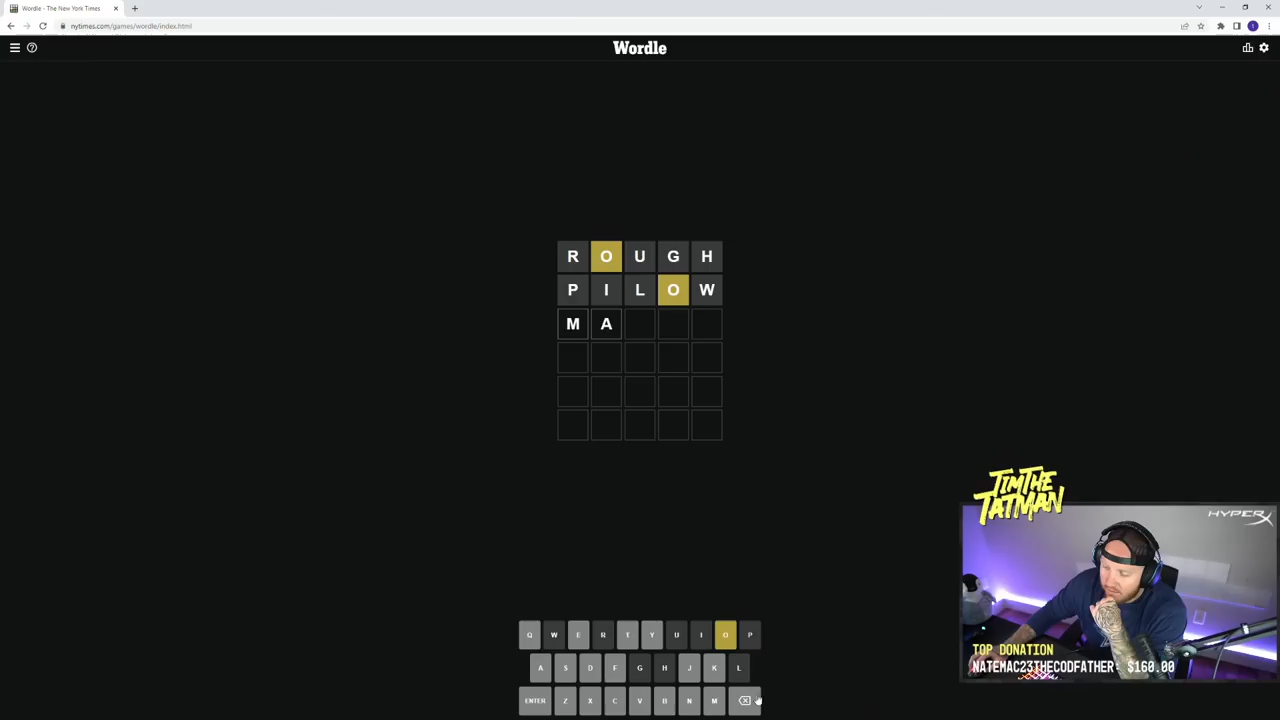 Wordle - The New York Times
nytimes.com/games/wordle/index.html
Wordle
R O U G H
P I L O W
M A
Q W E R T Y U I O P
A S D F G H J K L
ENTER Z X C V B N M
TIMTHE
TATMAN
HYPERX
TOP DONATION
NATEMAC23THECODFATHER: $160.00